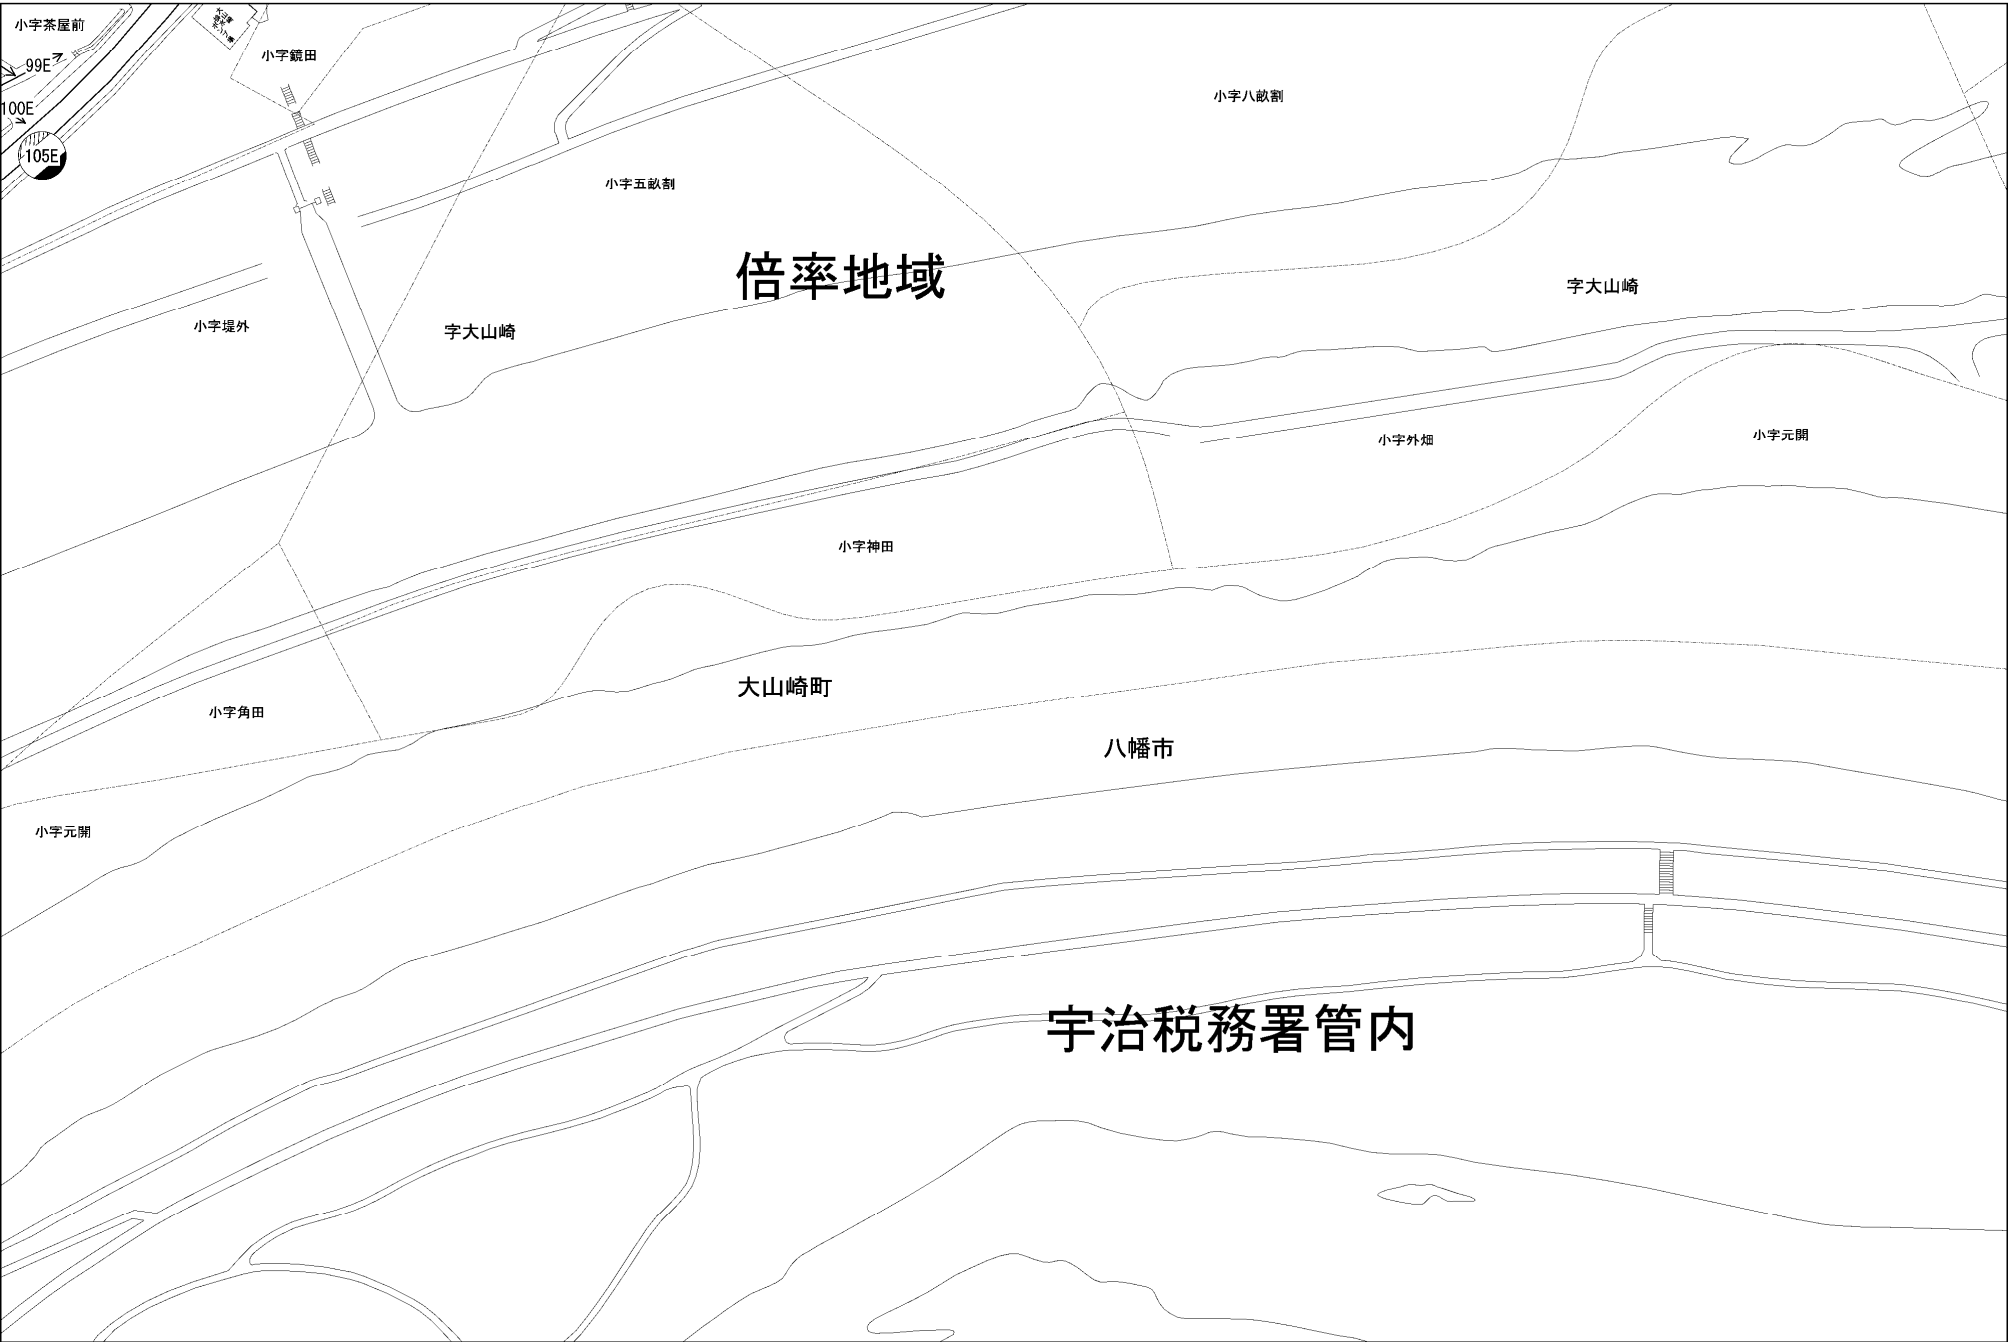 小字茶屋前
小字鏡田
99E
100E
105E
小字八畝割
小字五畝割
倍率地域
字大山崎
小字堤外
字大山崎
小字外畑
小字元開
小字神田
大山崎町
小字角田
八幡市
小字元開
宇治税務署管内